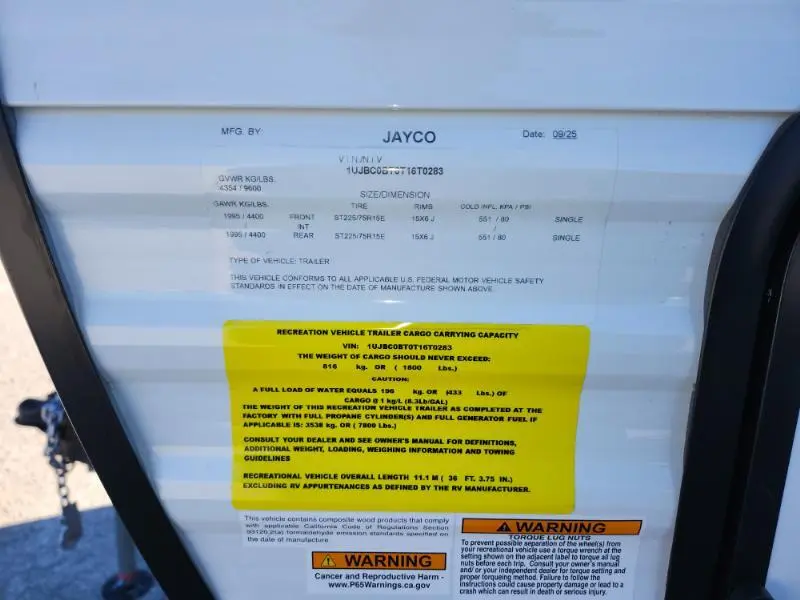 MFG. BY: JAYCO Date: 09/25
V I N/N.I.V
1UJBC0BT0T16T0283
GVWR KG/LBS.
4354 / 9600
SIZE/DIMENSION
GAWR KG/LBS. TIRE RIMS COLD INFL. KPA / PSI
1995 / 4400 FRONT ST225/75R15E 15X6 J 551 / 80 SINGLE
INT /
1995 / 4400 REAR ST225/75R15E 15X6 J 551 / 80 SINGLE
TYPE OF VEHICLE: TRAILER
THIS VEHICLE CONFORMS TO ALL APPLICABLE U.S. FEDERAL MOTOR VEHICLE SAFETY
STANDARDS IN EFFECT ON THE DATE OF MANUFACTURE SHOWN ABOVE.
RECREATION VEHICLE TRAILER CARGO CARRYING CAPACITY
VIN: 1UJBC0BT0T16T0283
THE WEIGHT OF CARGO SHOULD NEVER EXCEED:
816 kg. OR ( 1800 Lbs.)
CAUTION:
A FULL LOAD OF WATER EQUALS 196 kg. OR (433 Lbs.) OF
CARGO @ 1 kg/L (8.3Lb/GAL)
THE WEIGHT OF THIS RECREATION VEHICLE TRAILER AS COMPLETED AT THE
FACTORY WITH FULL PROPANE CYLINDER(S) AND FULL GENERATOR FUEL IF
APPLICABLE IS: 3538 kg. OR ( 7800 Lbs.)
CONSULT YOUR DEALER AND SEE OWNER'S MANUAL FOR DEFINITIONS,
ADDITIONAL WEIGHT, LOADING, WEIGHING INFORMATION AND TOWING
GUIDELINES
RECREATIONAL VEHICLE OVERALL LENGTH 11.1 M ( 36 FT. 3.75 IN.)
EXCLUDING RV APPURTENANCES AS DEFINED BY THE RV MANUFACTURER.
This vehicle contains composite wood products that comply
with applicable California Code of Regulations Section
93120.2(a) formaldehyde emission standards specified on
the date of manufacture.
WARNING
Cancer and Reproductive Harm -
www.P65Warnings.ca.gov
WARNING
TORQUE LUG NUTS
To prevent possible separation of the wheel(s) from
your recreational vehicle use a torque wrench at the
setting shown on the adjacent label to torque all lug
nuts before each trip. Consult your owner's manual
and/ or your independent dealer for torque setting and
proper torqueing method. Failure to follow the
instructions could cause property damage or lead to a
crash which can result in death or serious injury.